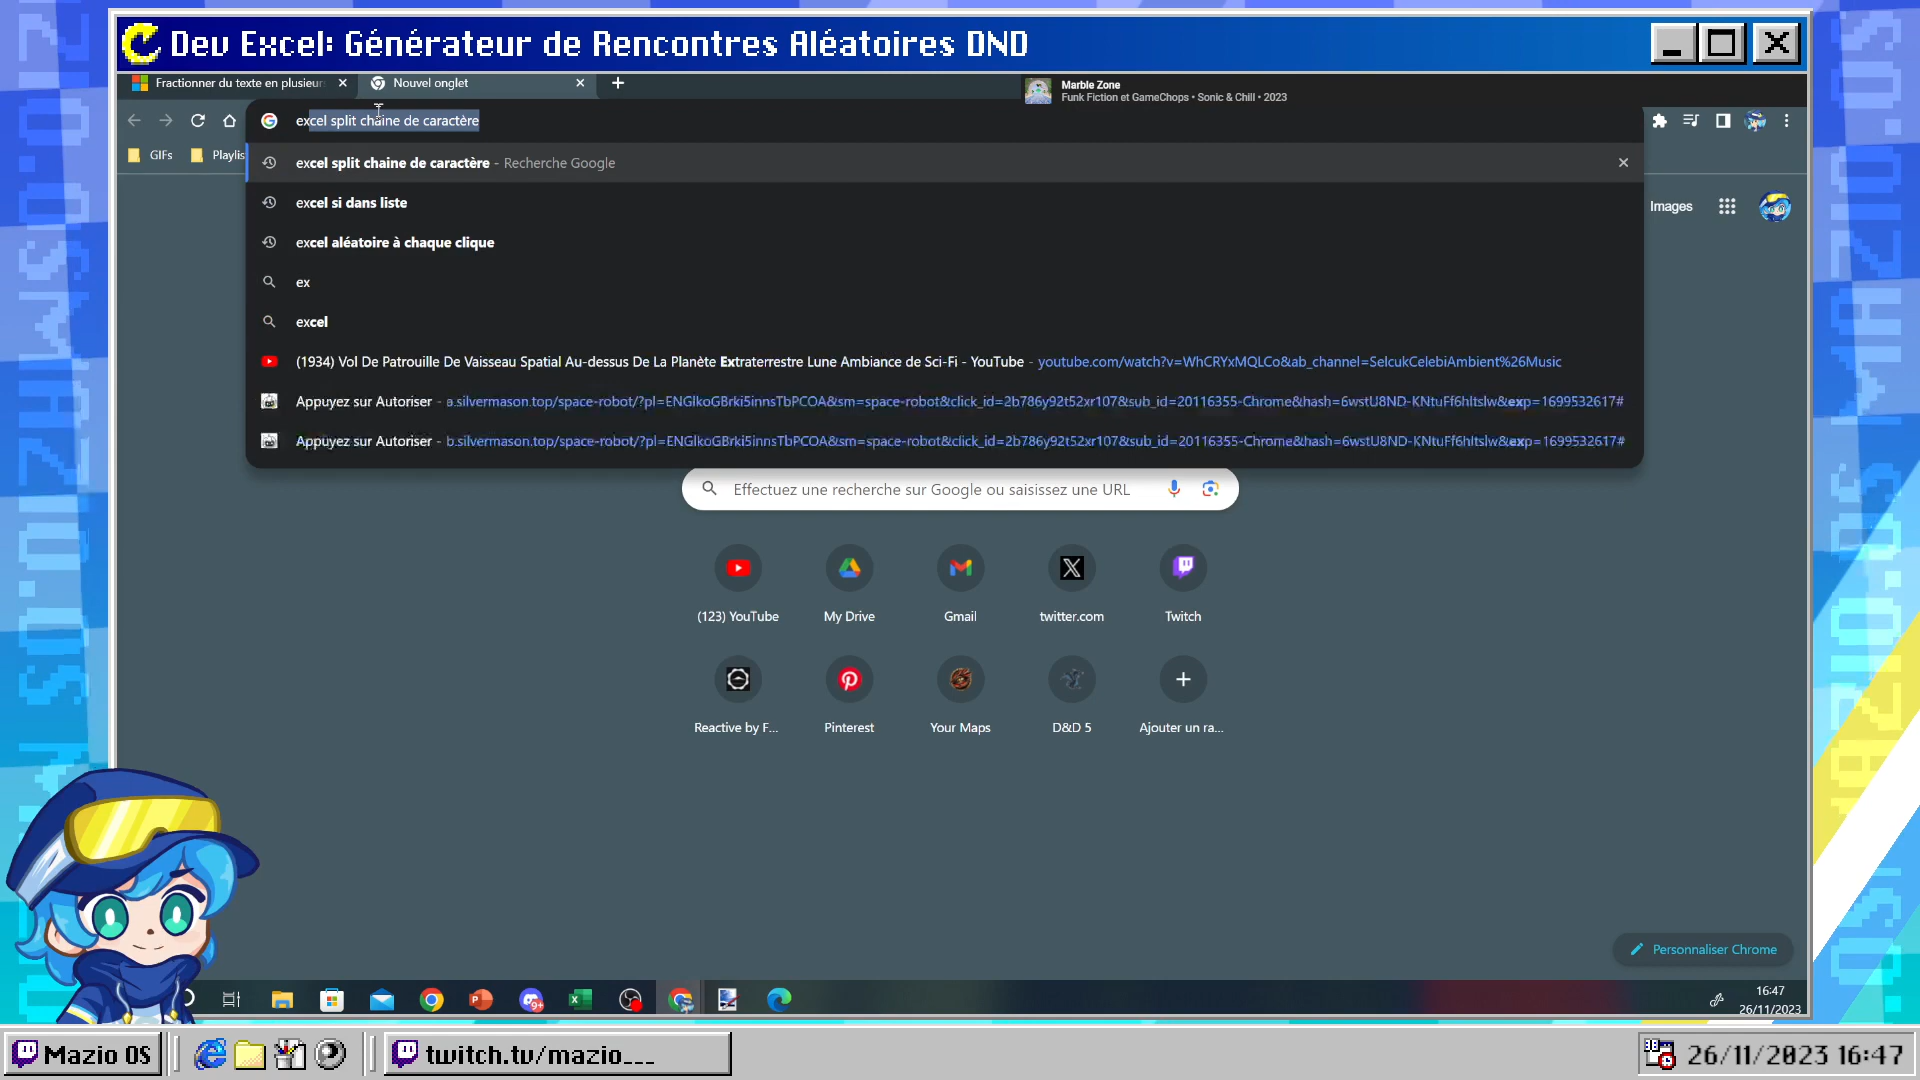 Dev Excel: Générateur de Rencontres Aléatoires DND
Fractionner du texte en plusieurs
Nouvel onglet
Marble Zone
Funk Fiction et GameChops • Sonic & Chill • 2023
excel split chaine de caractère
GIFs
Playlis
excel split chaine de caractère - Recherche Google
excel si dans liste
excel aléatoire à chaque clique
ex
excel
(1934) Vol De Patrouille De Vaisseau Spatial Au-dessus De La Planète Extraterrestre Lune Ambiance de Sci-Fi - YouTube - youtube.com/watch?v=WhCRYxMQLCo&ab_channel=SelcukCelebiAmbient%26Music
Appuyez sur Autoriser - a.silvermason.top/space-robot/?pl=ENGlkoGBrki5innsTbPCOA&sm=space-robot&click_id=2b786y92t52xr107&sub_id=20116355-Chrome&hash=6wstU8ND-KNtuFf6hltslw&exp=1699532617#
Appuyez sur Autoriser - b.silvermason.top/space-robot/?pl=ENGlkoGBrki5innsTbPCOA&sm=space-robot&click_id=2b786y92t52xr107&sub_id=20116355-Chrome&hash=6wstU8ND-KNtuFf6hltslw&exp=1699532617#
Images
Effectuez une recherche sur Google ou saisissez une URL
(123) YouTube
My Drive
Gmail
twitter.com
Twitch
Reactive by F...
Pinterest
Your Maps
D&D 5
Ajouter un ra...
Personnaliser Chrome
16:47
26/11/2023
Mazio OS
twitch.tv/mazio___
26/11/2023 16:47